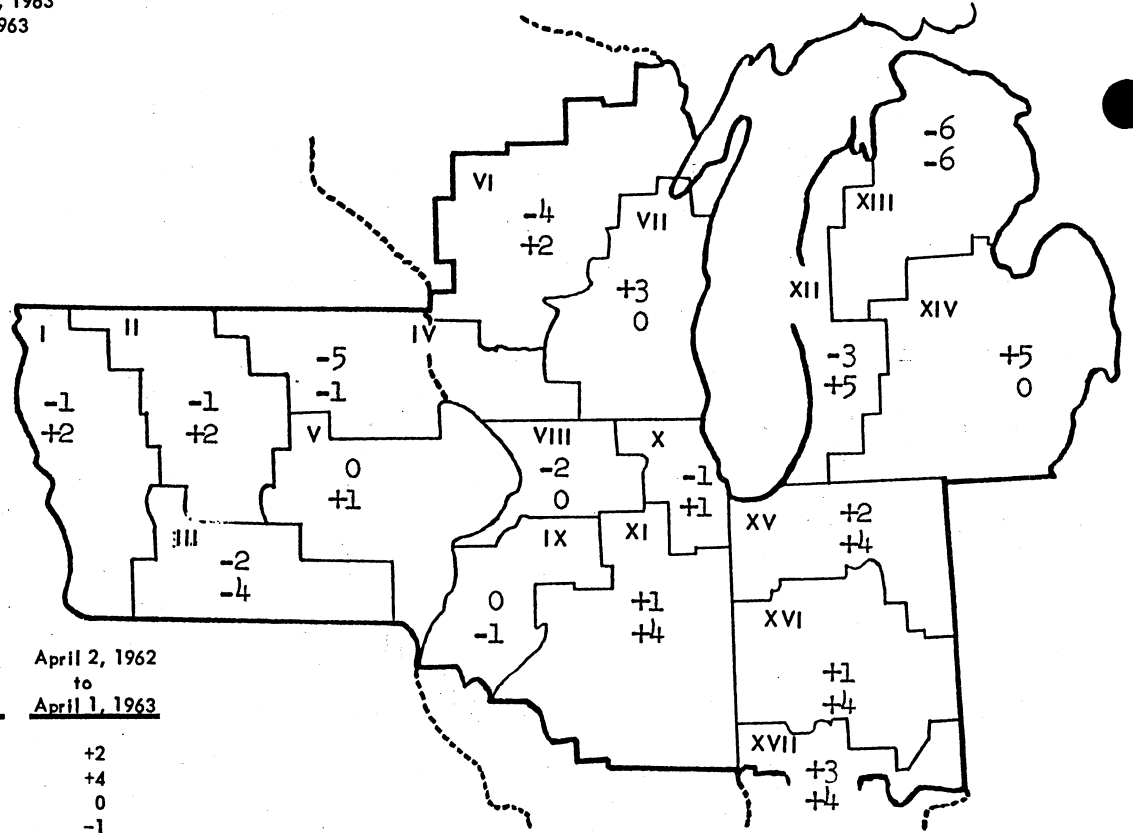 , 1963
963
-6
-6
XIII
VI
-4
+2
VII
+3
0
XII
XIV
I
II
IV
-5
-1
-3
+5
+5
0
-1
+2
-1
+2
V
0
+1
VIII
-2
0
X
-1
+1
III
-2
-4
IX
0
-1
XI
+1
+4
XV
+2
+4
XVI
+1
+4
XVII
+3
+4
April 2, 1962
to
April 1, 1963
+2
+4
0
-1